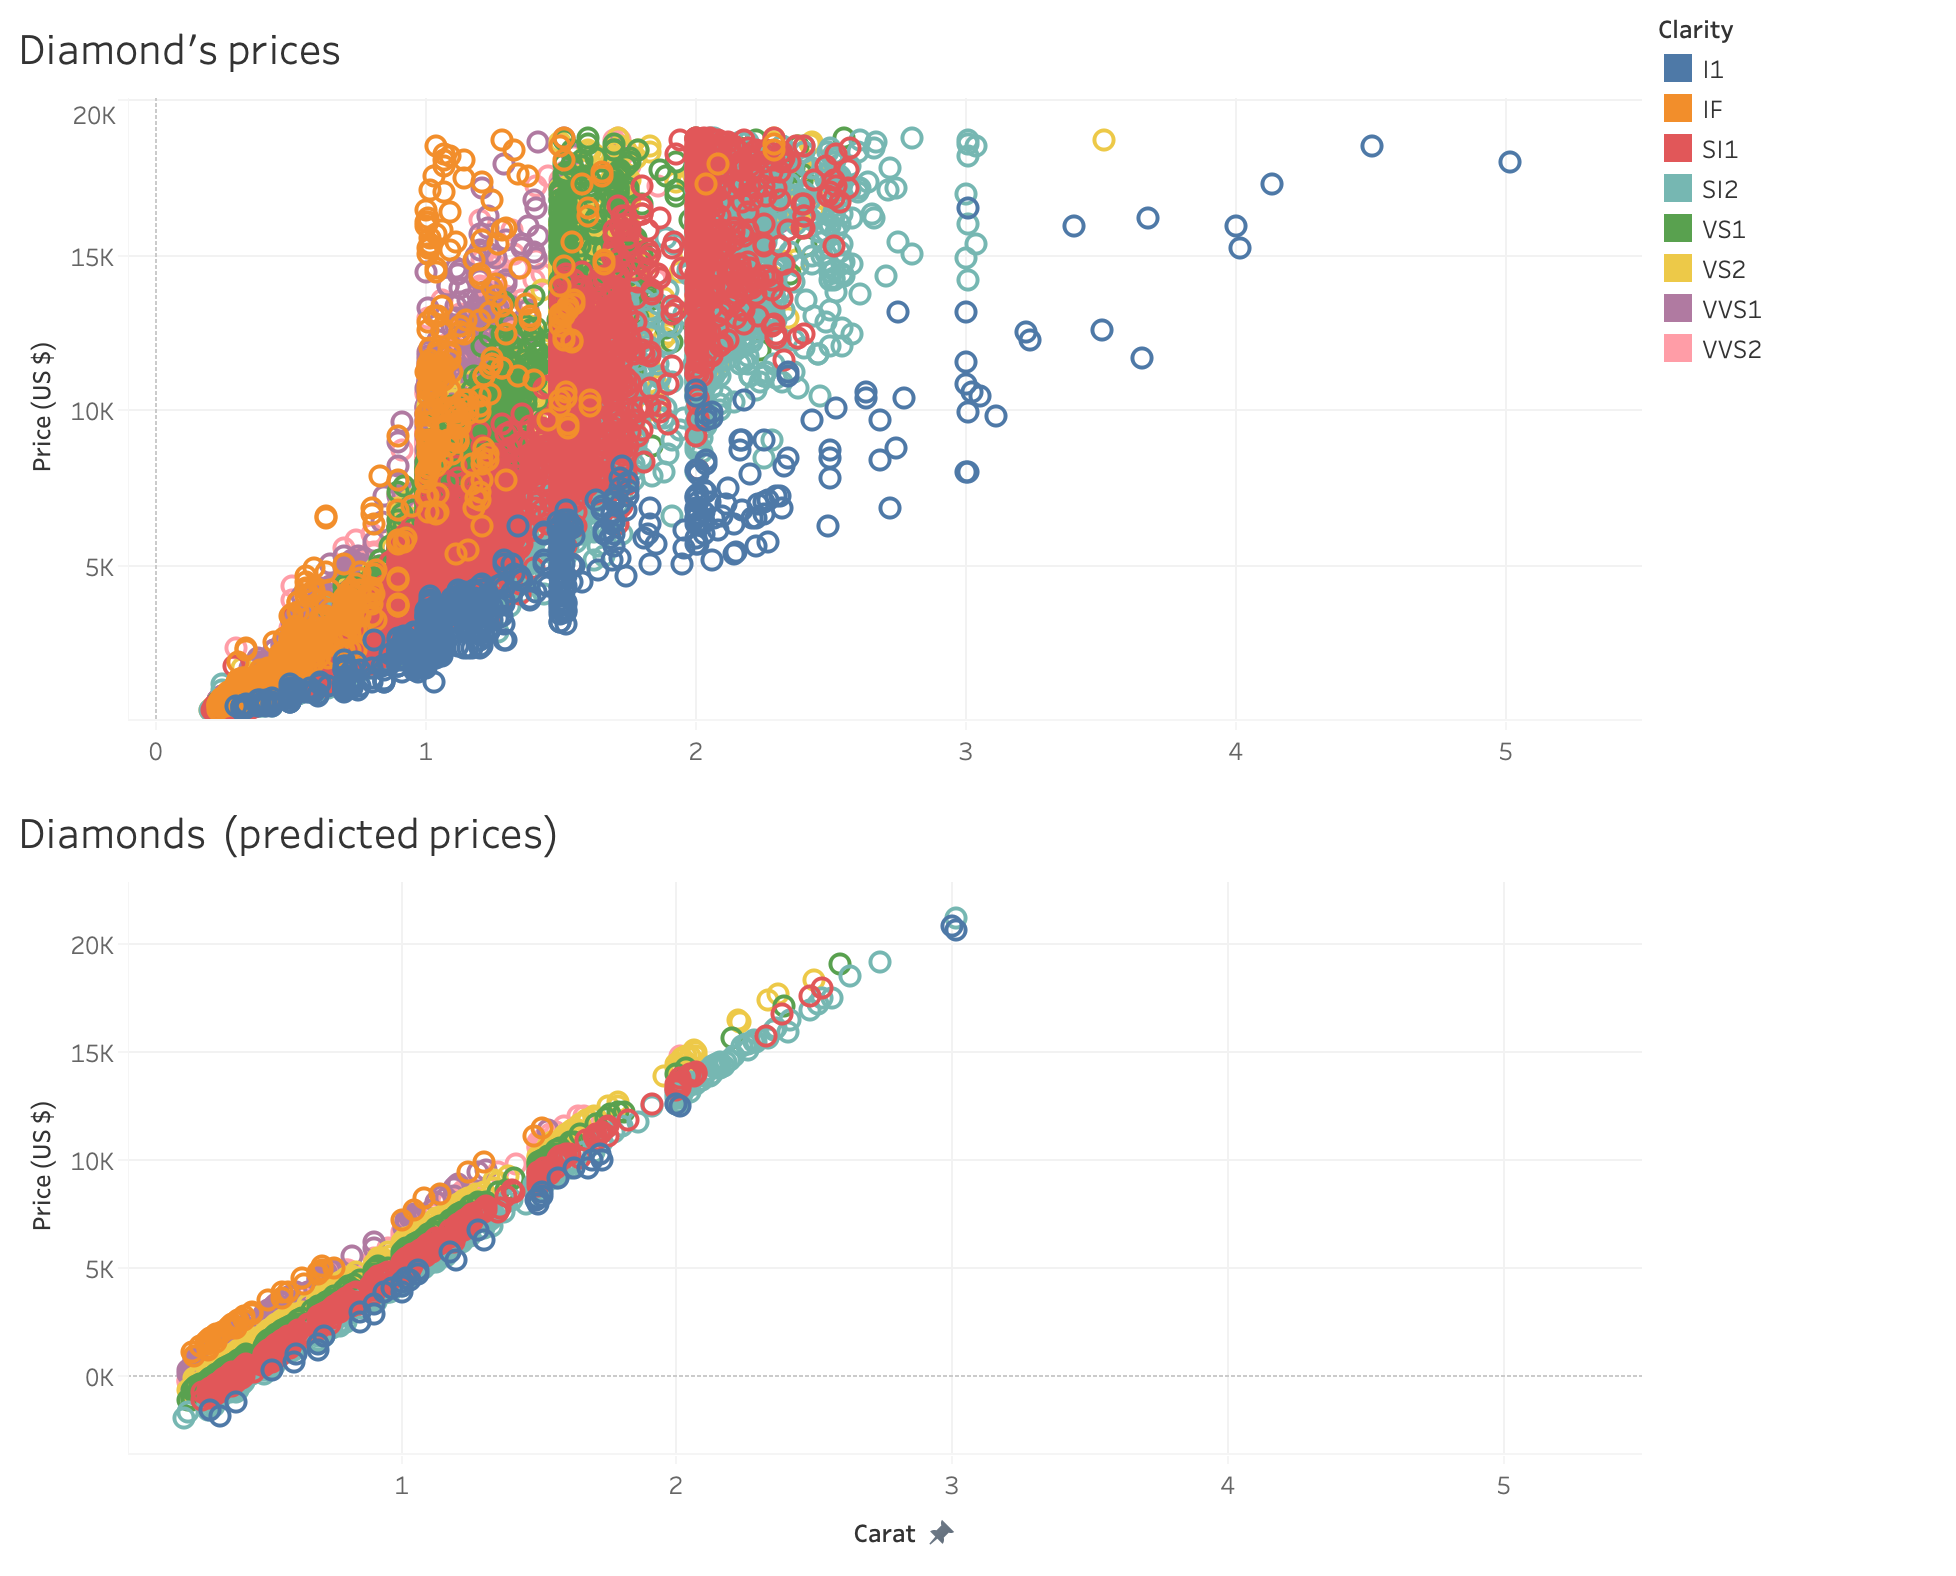 Diamond's prices
Clarity
I1
IF
SI1
SI2
VS1
VS2
VVS1
VVS2
20K
15K
10K
5K
Price (US $)
0 1 2 3 4 5
Diamonds (predicted prices)
20K
15K
10K
5K
0K
Price (US $)
1 2 3 4 5
Carat